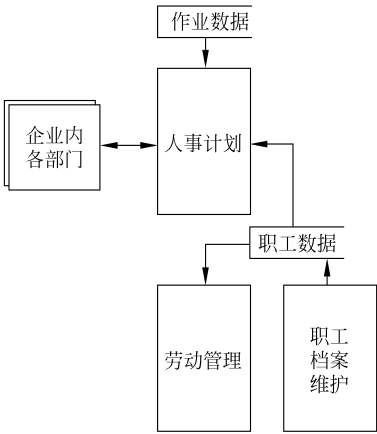 作业数据
企业内
各部门
人事计划
职工数据
劳动管理
职工
档案
维护